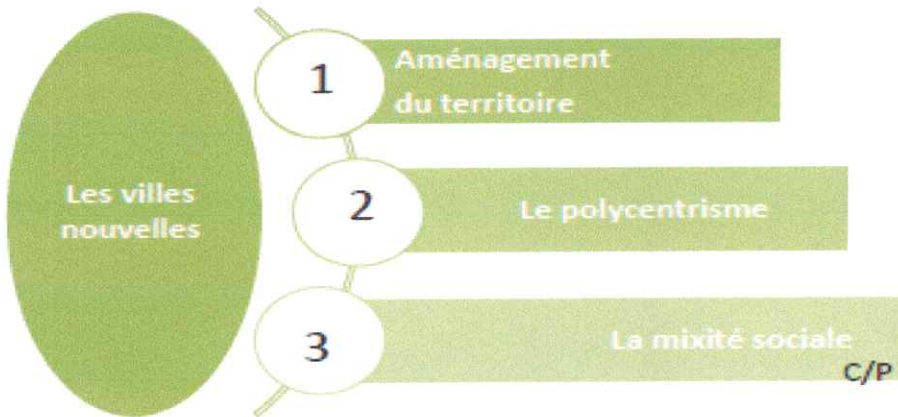 Les villes
nouvelles
1
Aménagement
du territoire
2
Le polycentrisme
3
La mixité sociale
C/P